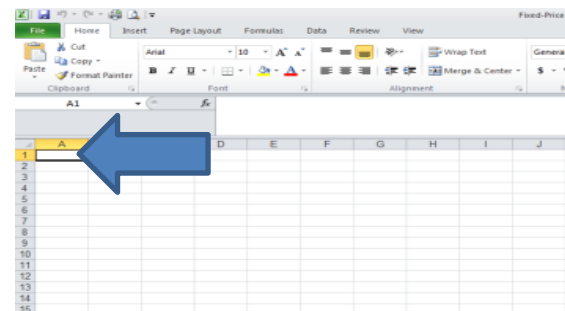 Fixed-Price
File Home Insert Page Layout Formulas Data Review View
Cut
Copy
Format Painter
Paste
Arial 10 A A
Wrap Text
General
B I U A
Merge & Center
$
Clipboard Font Alignment
A1 fx
A D E F G H I J
1
2
3
4
5
6
7
8
9
10
11
12
13
14
15